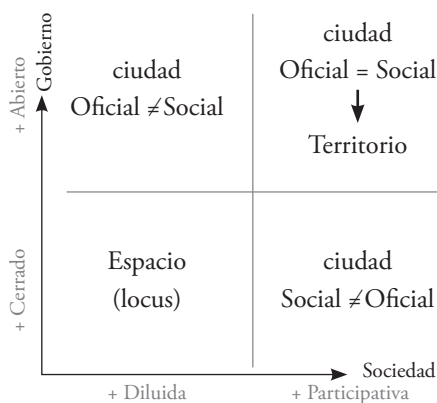 + Abierto
Gobierno
ciudad
Oficial ≠ Social
ciudad
Oficial = Social
Territorio
+ Cerrado
Espacio
(locus)
ciudad
Social ≠ Oficial
Sociedad
+ Diluida
+ Participativa